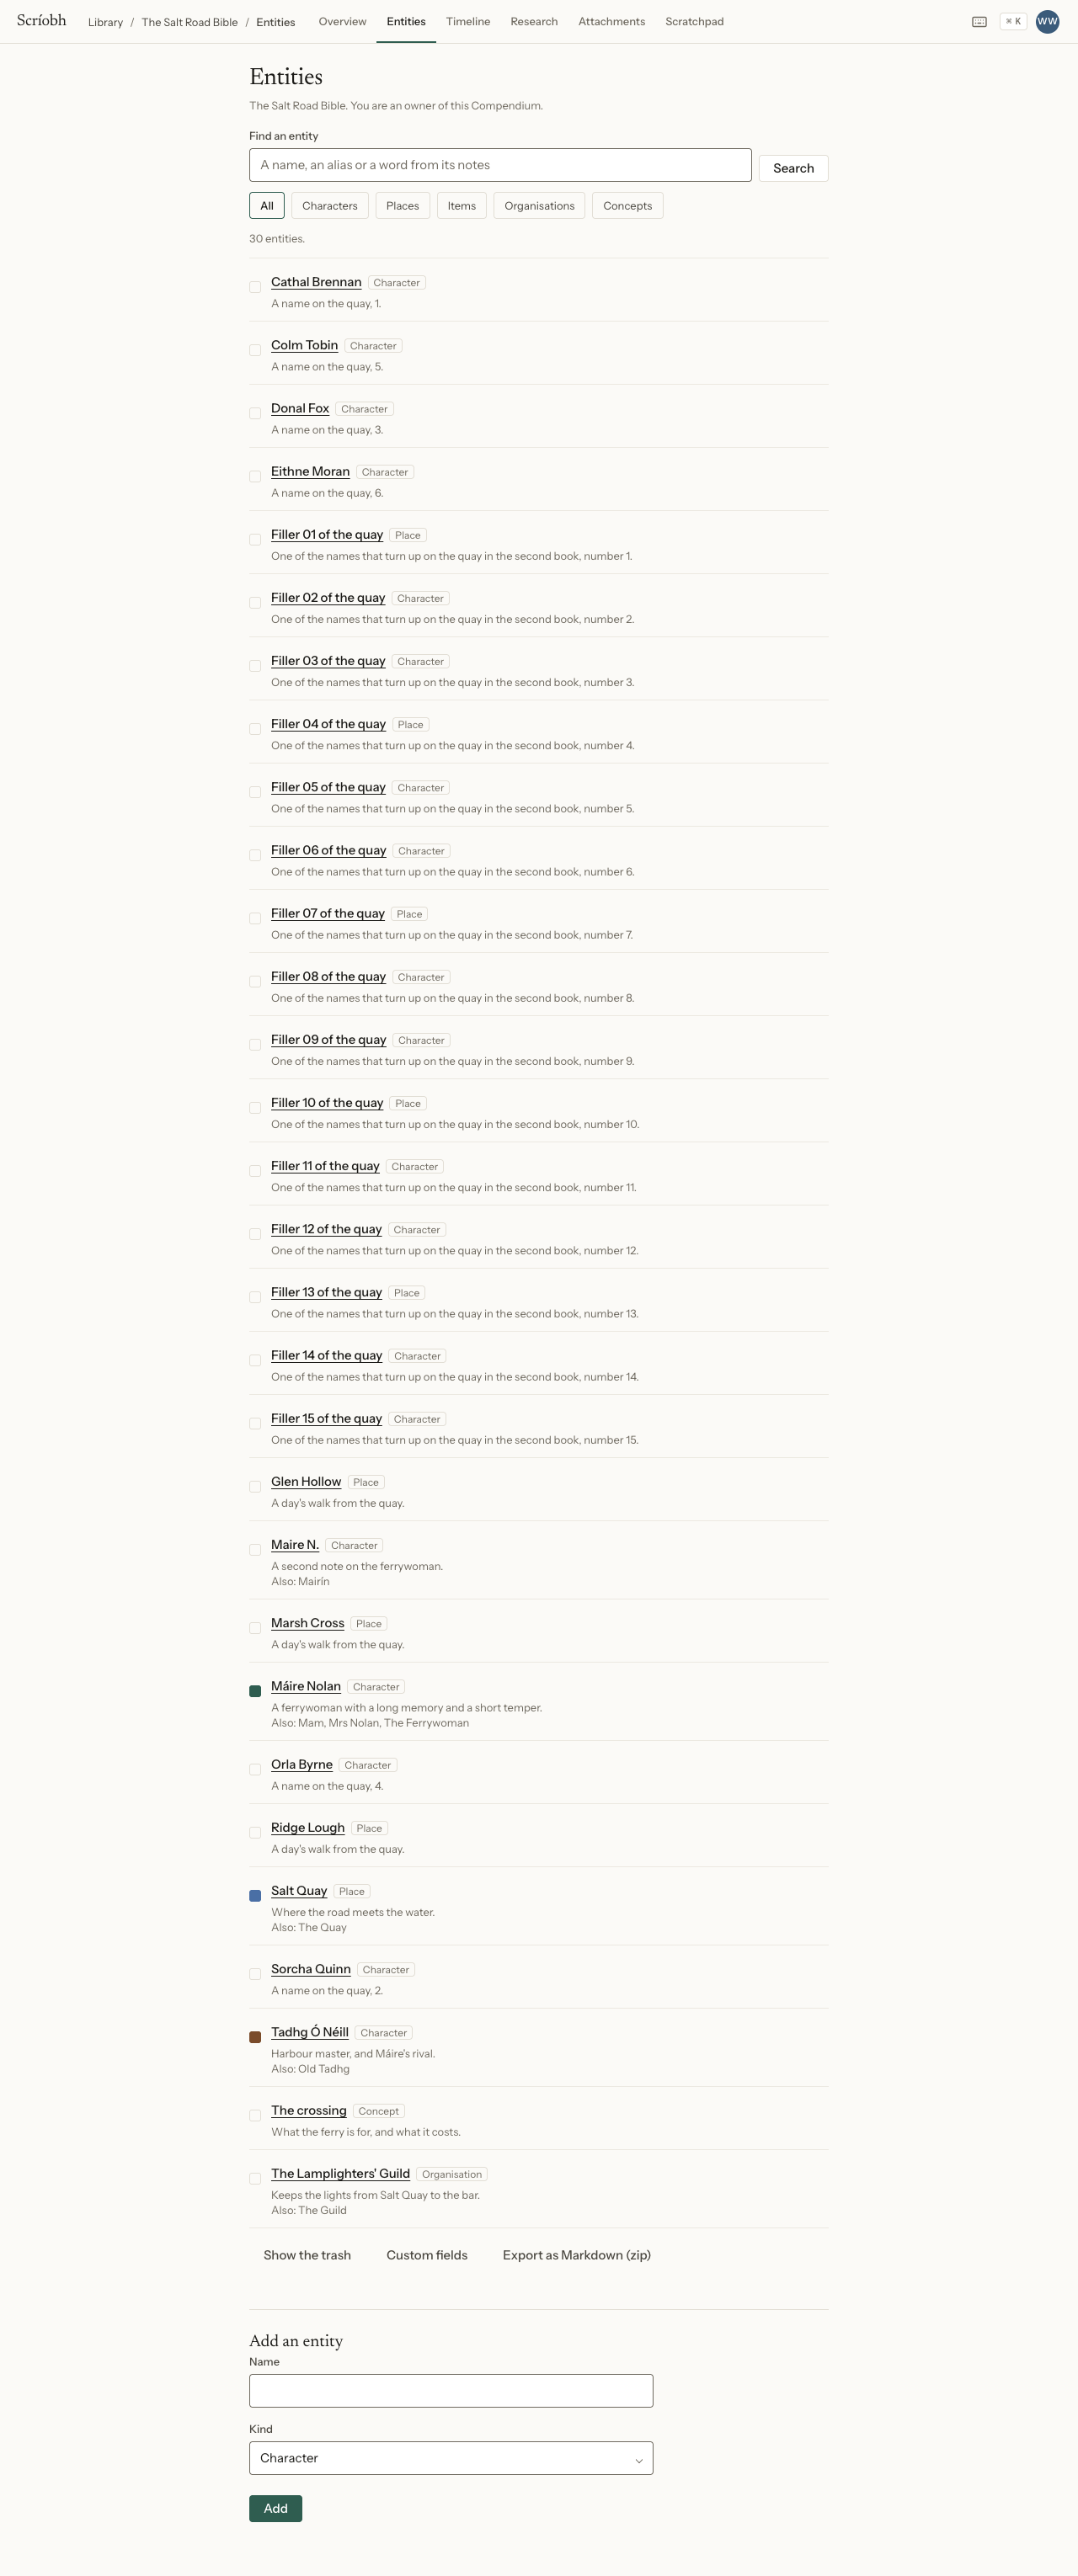 Scríobh
Library / The Salt Road Bible / Entities
Overview
Entities
Timeline
Research
Attachments
Scratchpad
⌘ K
WW
Entities
The Salt Road Bible. You are an owner of this Compendium.
Find an entity
A name, an alias or a word from its notes
Search
All
Characters
Places
Items
Organisations
Concepts
30 entities.
Cathal Brennan Character
A name on the quay, 1.
Colm Tobin Character
A name on the quay, 5.
Donal Fox Character
A name on the quay, 3.
Eithne Moran Character
A name on the quay, 6.
Filler 01 of the quay Place
One of the names that turn up on the quay in the second book, number 1.
Filler 02 of the quay Character
One of the names that turn up on the quay in the second book, number 2.
Filler 03 of the quay Character
One of the names that turn up on the quay in the second book, number 3.
Filler 04 of the quay Place
One of the names that turn up on the quay in the second book, number 4.
Filler 05 of the quay Character
One of the names that turn up on the quay in the second book, number 5.
Filler 06 of the quay Character
One of the names that turn up on the quay in the second book, number 6.
Filler 07 of the quay Place
One of the names that turn up on the quay in the second book, number 7.
Filler 08 of the quay Character
One of the names that turn up on the quay in the second book, number 8.
Filler 09 of the quay Character
One of the names that turn up on the quay in the second book, number 9.
Filler 10 of the quay Place
One of the names that turn up on the quay in the second book, number 10.
Filler 11 of the quay Character
One of the names that turn up on the quay in the second book, number 11.
Filler 12 of the quay Character
One of the names that turn up on the quay in the second book, number 12.
Filler 13 of the quay Place
One of the names that turn up on the quay in the second book, number 13.
Filler 14 of the quay Character
One of the names that turn up on the quay in the second book, number 14.
Filler 15 of the quay Character
One of the names that turn up on the quay in the second book, number 15.
Glen Hollow Place
A day's walk from the quay.
Maire N. Character
A second note on the ferrywoman.
Also: Mairín
Marsh Cross Place
A day's walk from the quay.
Máire Nolan Character
A ferrywoman with a long memory and a short temper.
Also: Mam, Mrs Nolan, The Ferrywoman
Orla Byrne Character
A name on the quay, 4.
Ridge Lough Place
A day's walk from the quay.
Salt Quay Place
Where the road meets the water.
Also: The Quay
Sorcha Quinn Character
A name on the quay, 2.
Tadhg Ó Néill Character
Harbour master, and Máire's rival.
Also: Old Tadhg
The crossing Concept
What the ferry is for, and what it costs.
The Lamplighters' Guild Organisation
Keeps the lights from Salt Quay to the bar.
Also: The Guild
Show the trash
Custom fields
Export as Markdown (zip)
Add an entity
Name
Kind
Character
Add